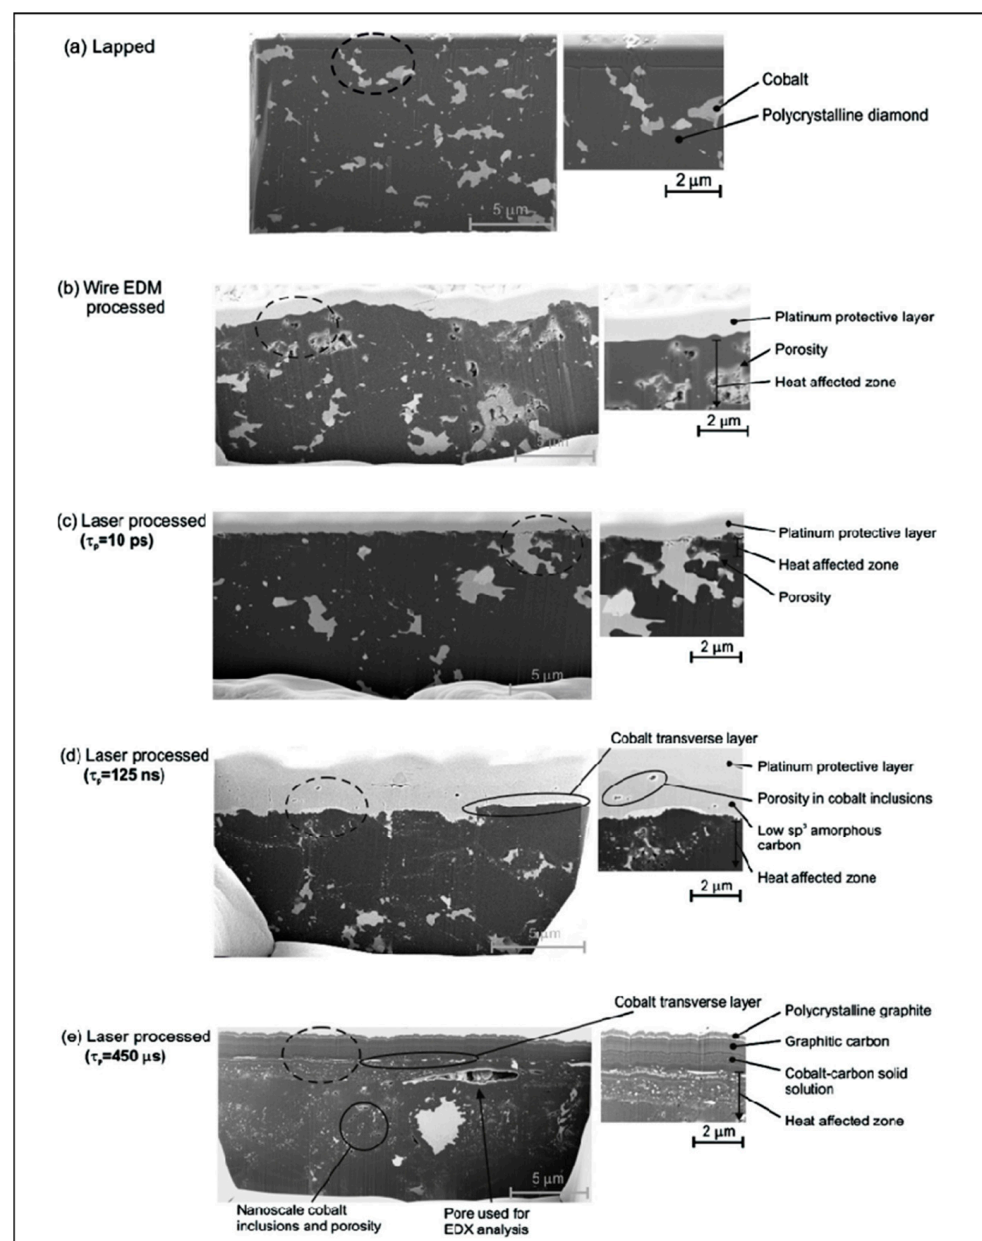 (a) Lapped
Cobalt
Polycrystalline diamond
5 μm
2 μm
(b) Wire EDM
processed
Platinum protective layer
Porosity
Heat affected zone
5 μm
2 μm
(c) Laser processed
(τp=10 ps)
Platinum protective layer
Heat affected zone
Porosity
5 μm
2 μm
(d) Laser processed
(τp=125 ns)
Cobalt transverse layer
Platinum protective layer
Porosity in cobalt inclusions
Low sp³ amorphous
carbon
Heat affected zone
5 μm
2 μm
(e) Laser processed
(τp=450 μs)
Cobalt transverse layer
Polycrystalline graphite
Graphitic carbon
Cobalt-carbon solid
solution
Heat affected zone
5 μm
2 μm
Nanoscale cobalt
inclusions and porosity
Pore used for
EDX analysis